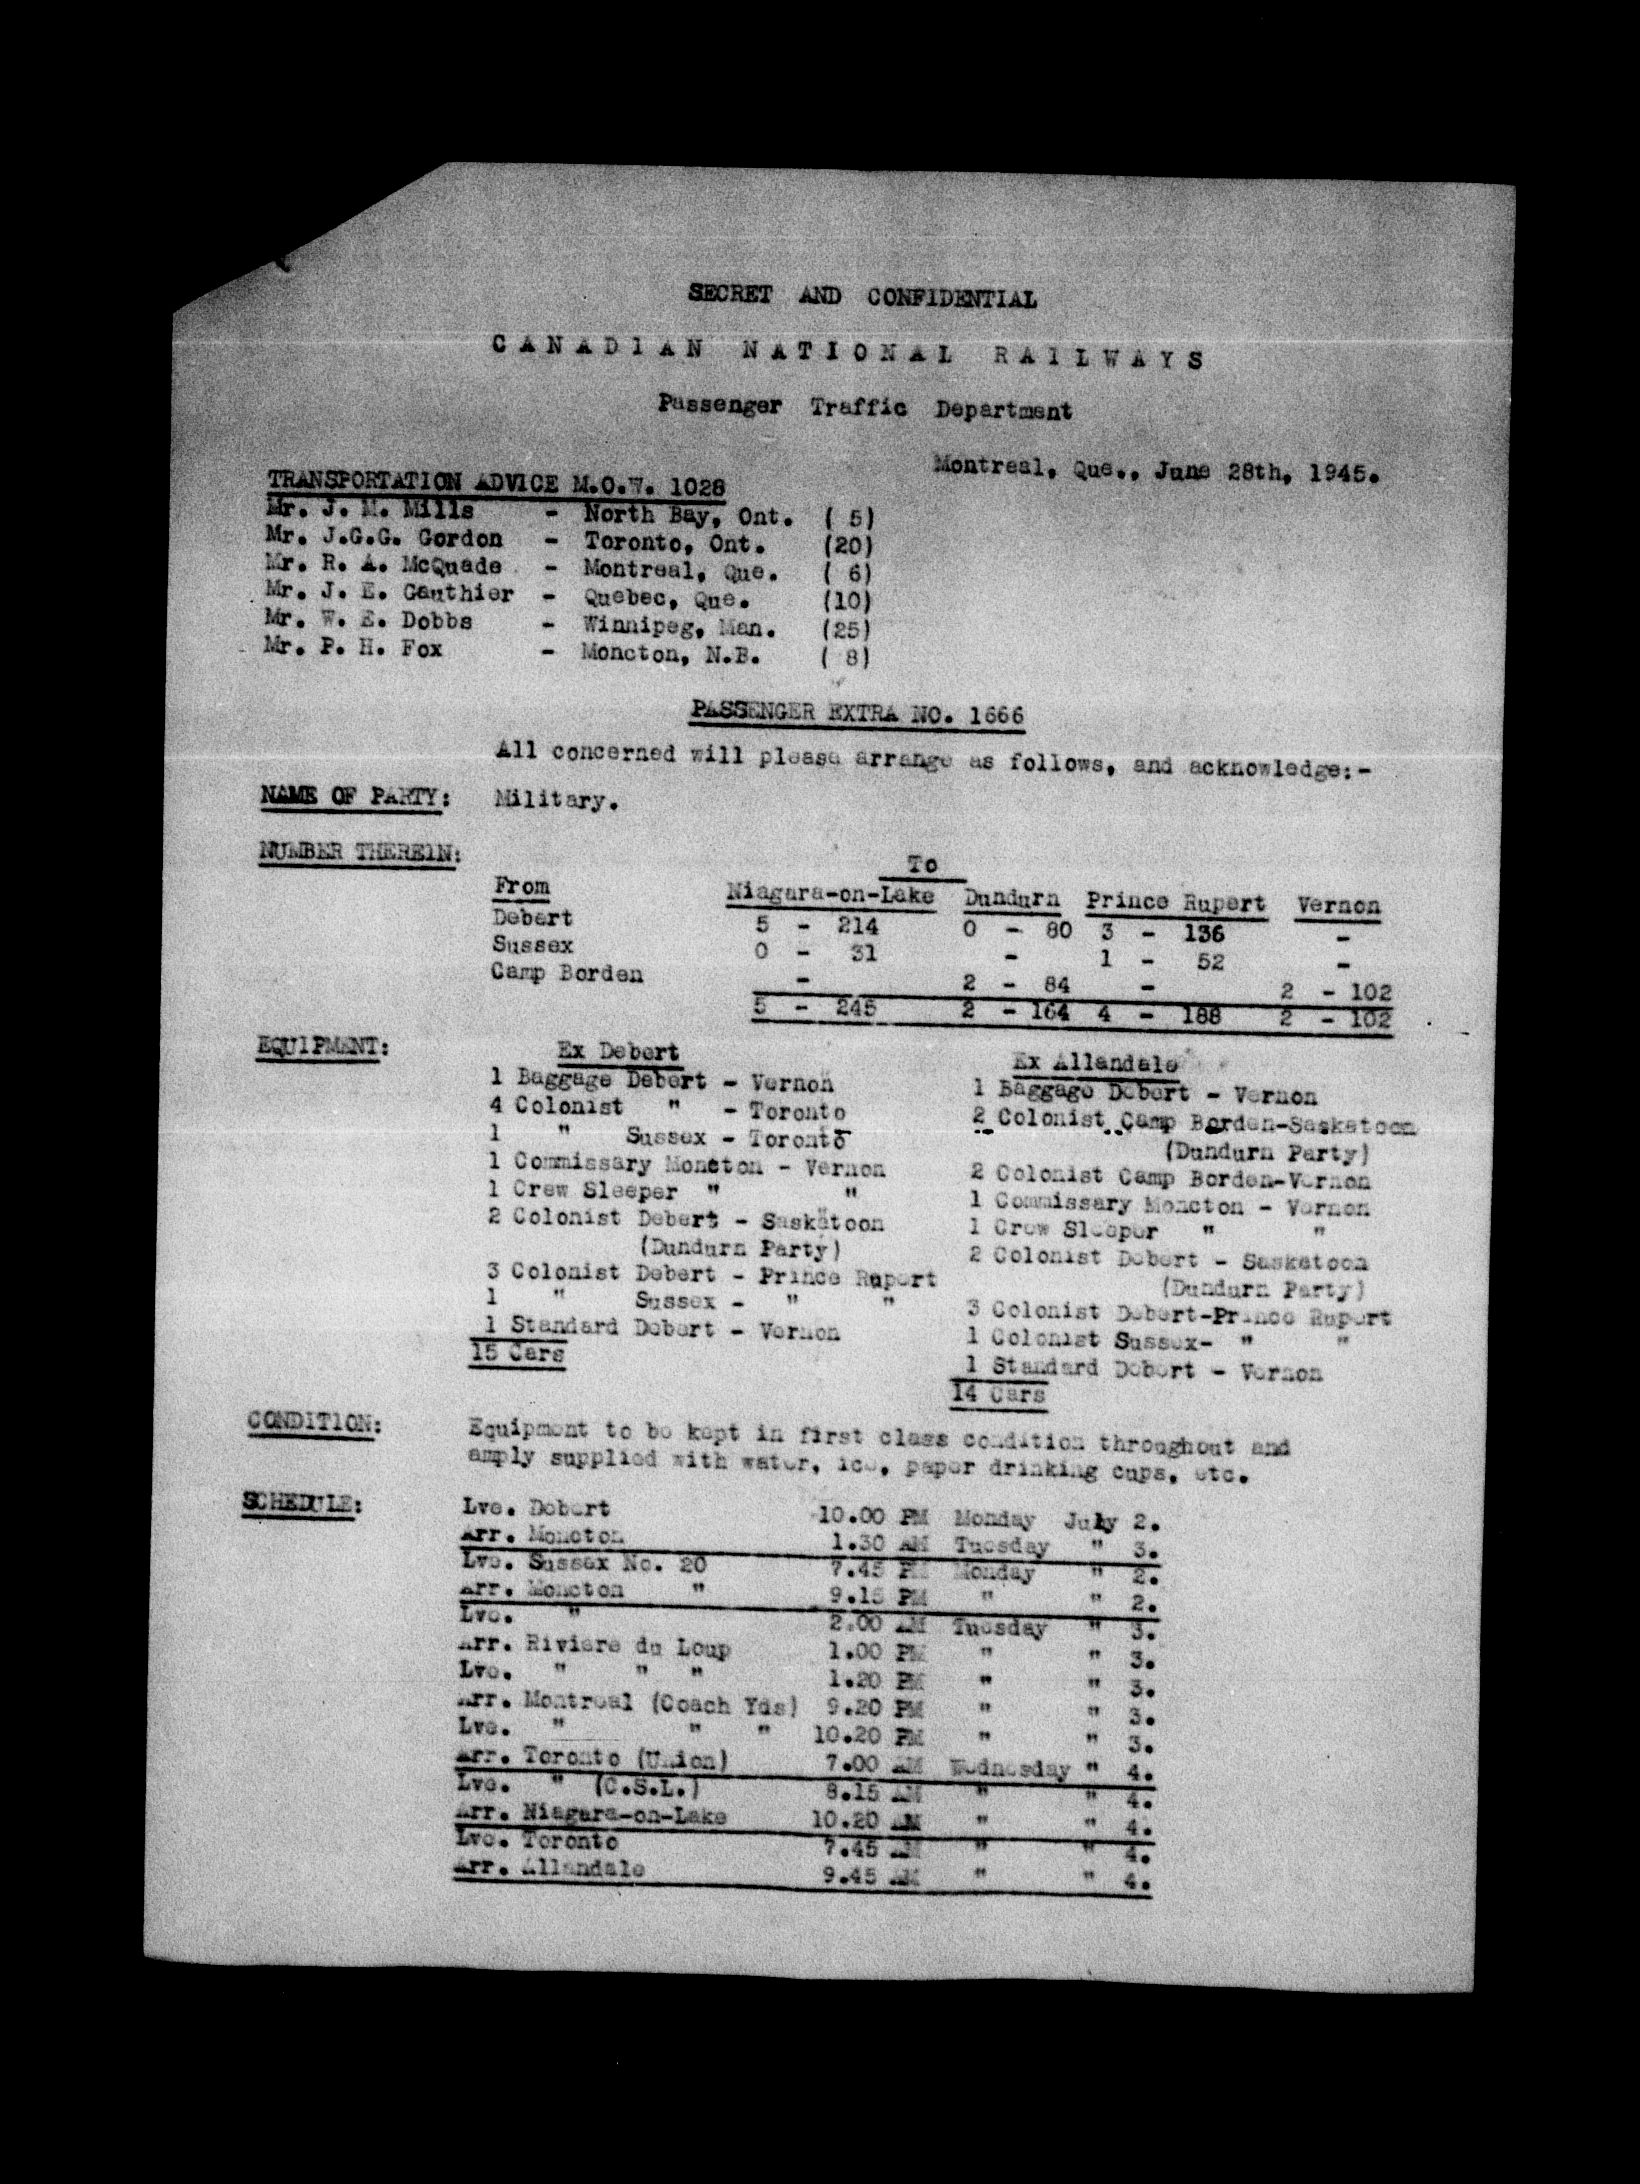 SECRET AND CONFIDENTIAL
CANADIAN NATIONAL RAILWAYS
Passenger Traffic Department
Montreal, Que., June 28th, 1945.
TRANSPORTATION ADVICE M.O.W. 1028
Mr. J. M. Mills - North Bay, Ont. ( 5)
Mr. J.G.G. Gordon - Toronto, Ont. (20)
Mr. R. A. McQuade - Montreal, Que. ( 6)
Mr. J. E. Gauthier - Quebec, Que. (10)
Mr. W. E. Dobbs - Winnipeg, Man. (25)
Mr. P. H. Fox - Moncton, N.B. ( 8)
PASSENGER EXTRA NO. 1666
All concerned will please arrange as follows, and acknowledge:-
NAME OF PARTY: Military.
NUMBER THEREIN:
To
From Niagara-on-Lake Dundurn Prince Rupert Vernon
Debert 5 - 214 0 - 80 3 - 136 -
Sussex 0 - 31 - 1 - 52 -
Camp Borden - 2 - 84 - 2 - 102
5 - 245 2 - 164 4 - 188 2 - 102
EQUIPMENT:
Ex Debert
1 Baggage Debert - Vernon
4 Colonist " - Toronto
1 " Sussex - Toronto
1 Commissary Moncton - Vernon
1 Crew Sleeper " "
2 Colonist Debert - Saskatoon
(Dundurn Party)
3 Colonist Debert - Prince Rupert
1 " Sussex - " "
1 Standard Debert - Vernon
15 Cars
Ex Allandale
1 Baggage Debert - Vernon
2 Colonist Camp Borden-Saskatoon
(Dundurn Party)
2 Colonist Camp Borden-Vernon
1 Commissary Moncton - Vernon
1 Crew Sleeper " "
2 Colonist Debert - Saskatoon
(Dundurn Party)
3 Colonist Debert-Prince Rupert
1 Colonist Sussex- " "
1 Standard Debert - Vernon
14 Cars
CONDITION: Equipment to be kept in first class condition throughout and
amply supplied with water, ice, paper drinking cups, etc.
SCHEDULE:
Lve. Debert 10.00 PM Monday July 2.
Arr. Moncton 1.30 AM Tuesday " 3.
Lve. Sussex No. 20 7.45 PM Monday " 2.
Arr. Moncton " 9.15 PM " " 2.
Lve. " 2.00 AM Tuesday " 3.
Arr. Riviere du Loup 1.00 PM " " 3.
Lve. " " " 1.20 PM " " 3.
Arr. Montreal (Coach Yds) 9.20 PM " " 3.
Lve. " " " 10.20 PM " " 3.
Arr. Toronto (Union) 7.00 AM Wednesday " 4.
Lve. " (C.S.L.) 8.15 AM " " 4.
Arr. Niagara-on-Lake 10.20 AM " " 4.
Lve. Toronto 7.45 AM " " 4.
Arr. Allandale 9.45 AM " " 4.